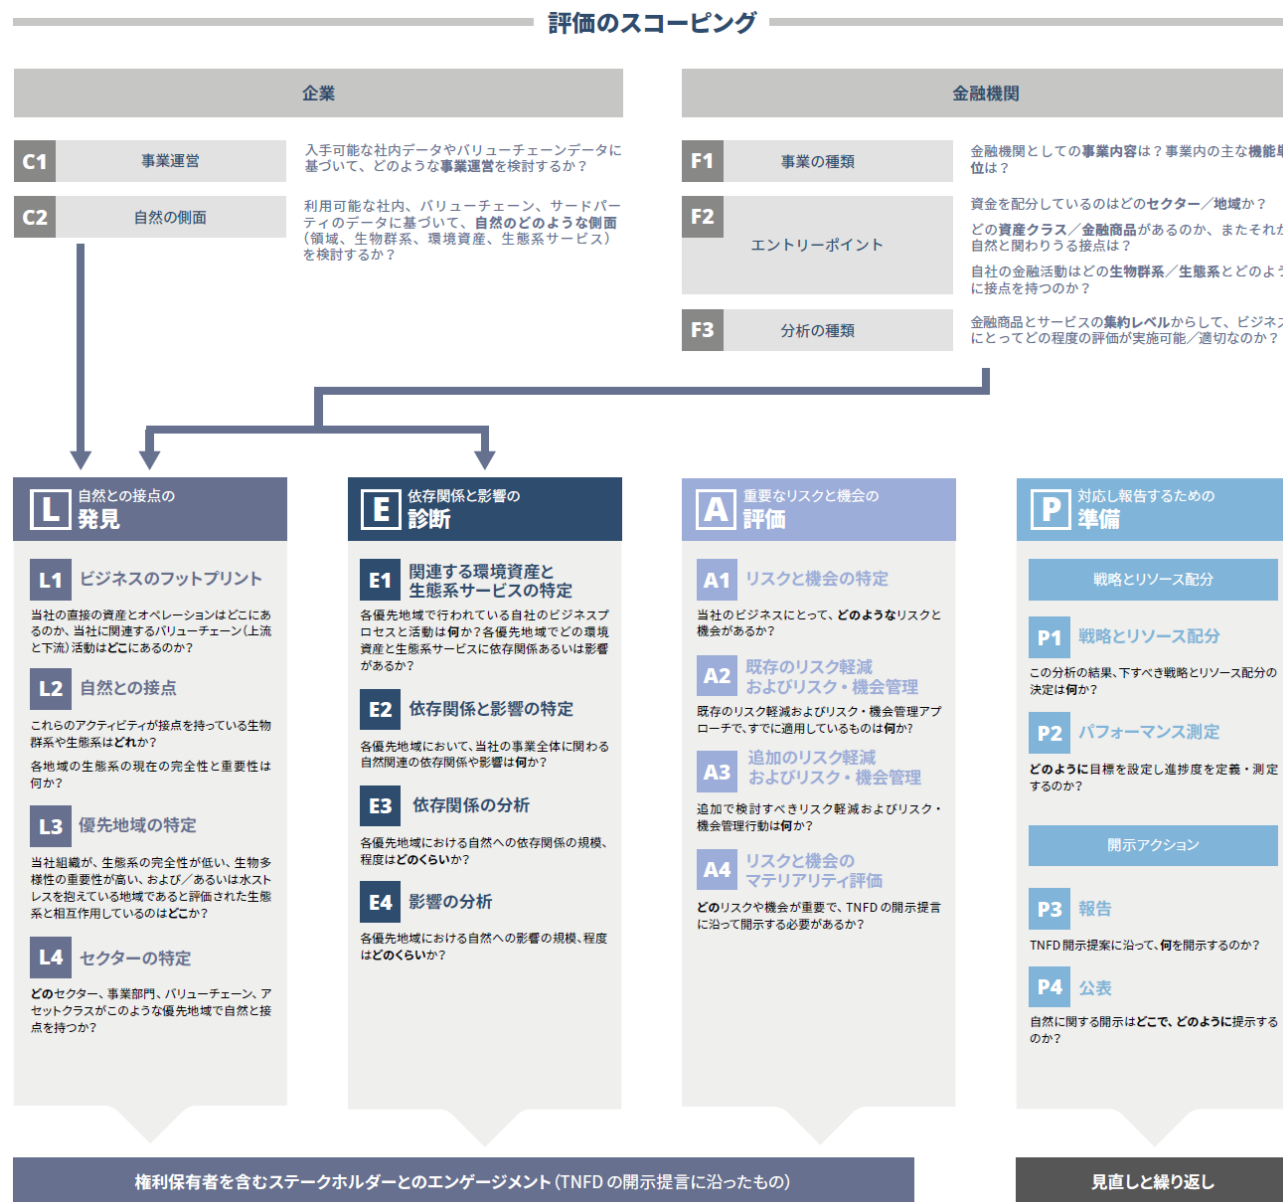 評価のスコーピング
企業
C1 事業運営
入手可能な社内データやバリューチェーンデータに
基づいて、どのような事業運営を検討するか？
C2 自然の側面
利用可能な社内、バリューチェーン、サードパー
ティのデータに基づいて、自然のどのような側面
（領域、生物群系、環境資産、生態系サービス）
を検討するか？
金融機関
F1 事業の種類
金融機関としての事業内容は？事業内の主な機能単
位は？
F2 エントリーポイント
資金を配分しているのはどのセクター／地域か？
どの資産クラス／金融商品があるのか、またそれが
自然と関わりうる接点は？
自社の金融活動はどの生物群系／生態系とどのよう
に接点を持つのか？
F3 分析の種類
金融商品とサービスの集約レベルからして、ビジネス
にとってどの程度の評価が実施可能／適切なのか？
L 自然との接点の
発見
L1 ビジネスのフットプリント
当社の直接の資産とオペレーションはどこにあ
るのか、当社に関連するバリューチェーン（上流
と下流）活動はどこにあるのか？
L2 自然との接点
これらのアクティビティが接点を持っている生物
群系や生態系はどれか？
各地域の生態系の現在の完全性と重要性は
何か？
L3 優先地域の特定
当社組織が、生態系の完全性が低い、生物多
様性の重要性が高い、および／あるいは水スト
レスを抱えている地域であると評価された生態
系と相互作用しているのはどこか？
L4 セクターの特定
どのセクター、事業部門、バリューチェーン、ア
セットクラスがこのような優先地域で自然と接
点を持つか？
E 依存関係と影響の
診断
E1 関連する環境資産と
生態系サービスの特定
各優先地域で行われている自社のビジネスプ
ロセスと活動は何か？各優先地域でどの環境
資産と生態系サービスに依存関係あるいは影響
があるか？
E2 依存関係と影響の特定
各優先地域において、当社の事業全体に関わる
自然関連の依存関係や影響は何か？
E3 依存関係の分析
各優先地域における自然への依存関係の規模、
程度はどのくらいか？
E4 影響の分析
各優先地域における自然への影響の規模、程度
はどのくらいか？
A 重要なリスクと機会の
評価
A1 リスクと機会の特定
当社のビジネスにとって、どのようなリスクと
機会があるか？
A2 既存のリスク軽減
およびリスク・機会管理
既存のリスク軽減およびリスク・機会管理アプ
ローチで、すでに適用しているものは何か？
A3 追加のリスク軽減
およびリスク・機会管理
追加で検討すべきリスク軽減およびリスク・
機会管理行動は何か？
A4 リスクと機会の
マテリアリティ評価
どのリスクや機会が重要で、TNFD の開示提言
に沿って開示する必要があるか？
P 対応し報告するための
準備
戦略とリソース配分
P1 戦略とリソース配分
この分析の結果、下すべき戦略とリソース配分の
決定は何か？
P2 パフォーマンス測定
どのように目標を設定し進捗度を定義・測定
するのか？
開示アクション
P3 報告
TNFD 開示提案に沿って、何を開示するのか？
P4 公表
自然に関する開示はどこで、どのように提示する
のか？
権利保有者を含むステークホルダーとのエンゲージメント（TNFD の開示提言に沿ったもの）
見直しと繰り返し